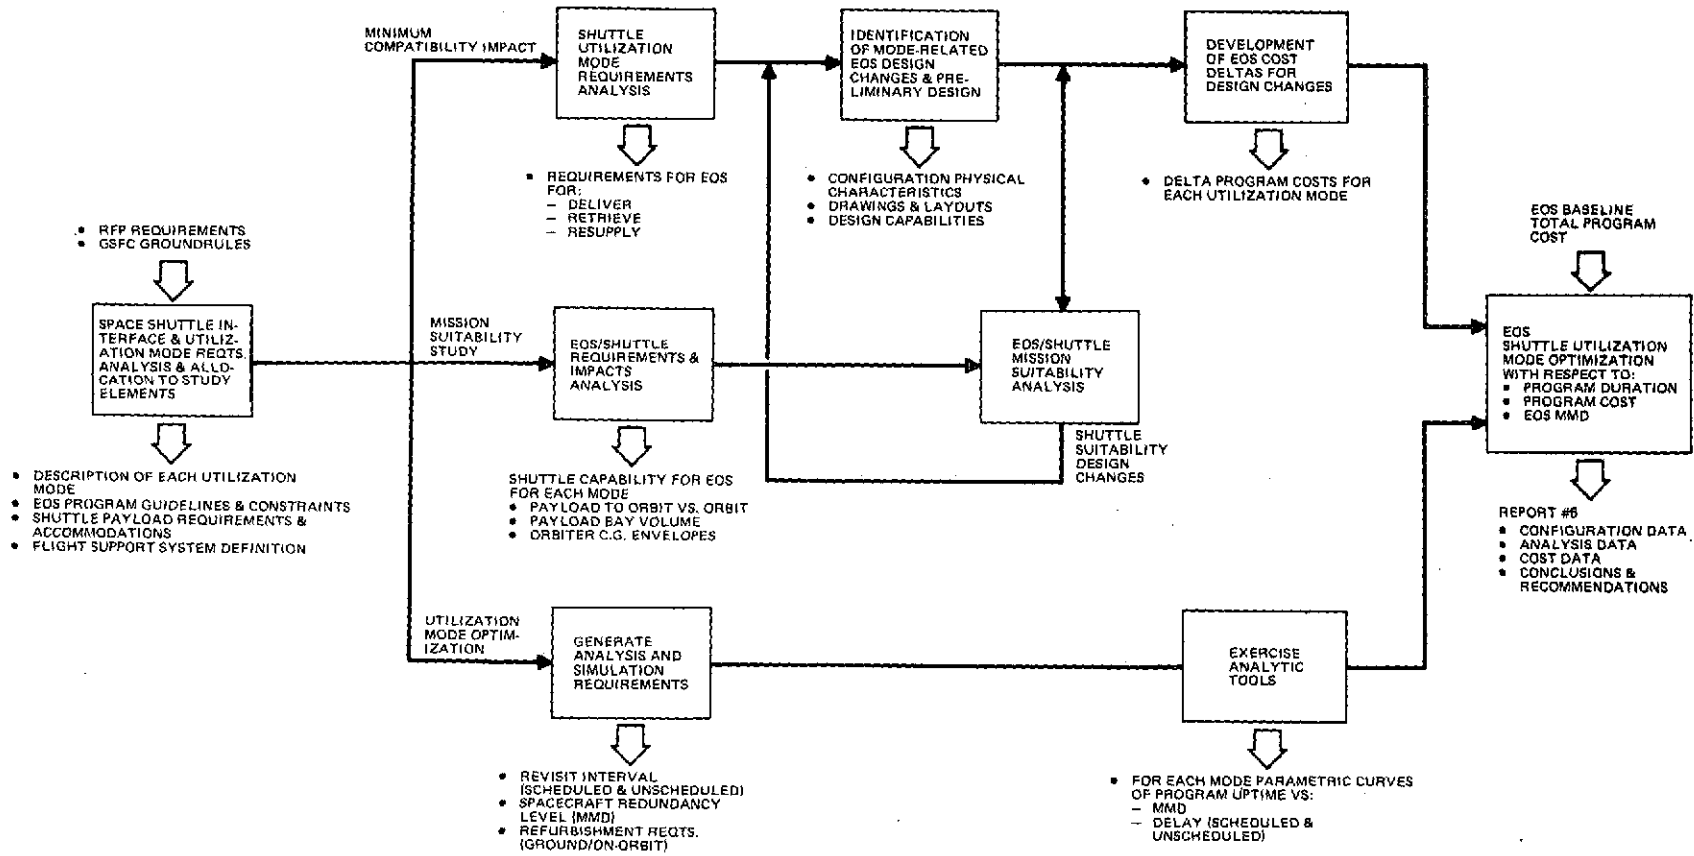 MINIMUM
COMPATIBILITY IMPACT
SHUTTLE
UTILIZATION
MODE
REQUIREMENTS
ANALYSIS
IDENTIFICATION
OF MODE-RELATED
EOS DESIGN
CHANGES & PRE-
LIMINARY DESIGN
DEVELOPMENT
OF EOS COST
DELTAS FOR
DESIGN CHANGES
• REQUIREMENTS FOR EOS
FOR:
– DELIVER
– RETRIEVE
– RESUPPLY
• CONFIGURATION PHYSICAL
CHARACTERISTICS
• DRAWINGS & LAYOUTS
• DESIGN CAPABILITIES
• DELTA PROGRAM COSTS FOR
EACH UTILIZATION MODE
• RFP REQUIREMENTS
• GSFC GROUNDRULES
EOS BASELINE
TOTAL PROGRAM
COST
SPACE SHUTTLE IN-
TERFACE & UTILIZ-
ATION MODE REQTS.
ANALYSIS & ALLO-
CATION TO STUDY
ELEMENTS
MISSION
SUITABILITY
STUDY
EOS/SHUTTLE
REQUIREMENTS &
IMPACTS
ANALYSIS
EOS/SHUTTLE
MISSION
SUITABILITY
ANALYSIS
EOS
SHUTTLE UTILIZATION
MODE OPTIMIZATION
WITH RESPECT TO:
• PROGRAM DURATION
• PROGRAM COST
• EOS MMD
SHUTTLE
SUITABILITY
DESIGN
CHANGES
• DESCRIPTION OF EACH UTILIZATION
MODE
• EOS PROGRAM GUIDELINES & CONSTRAINTS
• SHUTTLE PAYLOAD REQUIREMENTS &
ACCOMMODATIONS
• FLIGHT SUPPORT SYSTEM DEFINITION
SHUTTLE CAPABILITY FOR EOS
FOR EACH MODE
• PAYLOAD TO ORBIT VS. ORBIT
• PAYLOAD BAY VOLUME
• ORBITER C.G. ENVELOPES
REPORT #6
• CONFIGURATION DATA
• ANALYSIS DATA
• COST DATA
• CONCLUSIONS &
RECOMMENDATIONS
UTILIZATION
MODE OPTIM-
IZATION
GENERATE
ANALYSIS AND
SIMULATION
REQUIREMENTS
EXERCISE
ANALYTIC
TOOLS
• REVISIT INTERVAL
(SCHEDULED & UNSCHEDULED)
• SPACECRAFT REDUNDANCY
LEVEL (MMD)
• REFURBISHMENT REQTS.
(GROUND/ON-ORBIT)
• FOR EACH MODE PARAMETRIC CURVES
OF PROGRAM UPTIME VS:
– MMD
– DELAY (SCHEDULED &
UNSCHEDULED)